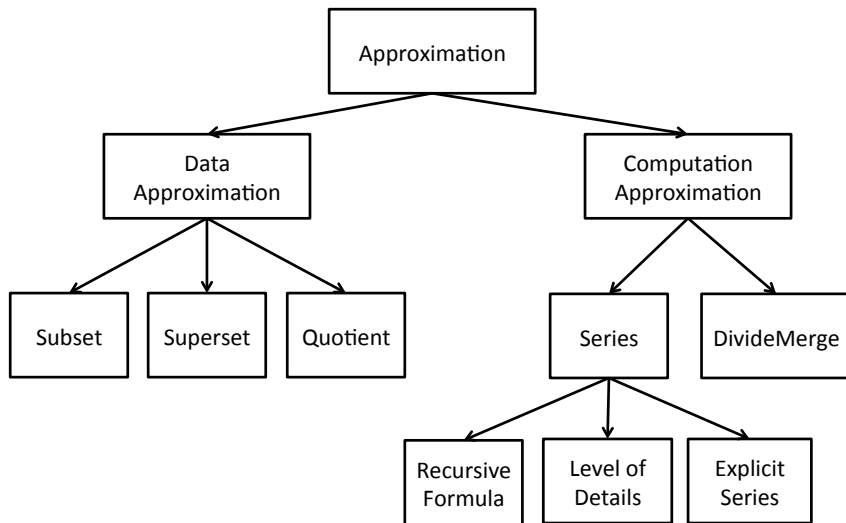 Approximation
Data
Approximation
Computation
Approximation
Subset
Superset
Quotient
Series
DivideMerge
Recursive
Formula
Level of
Details
Explicit
Series